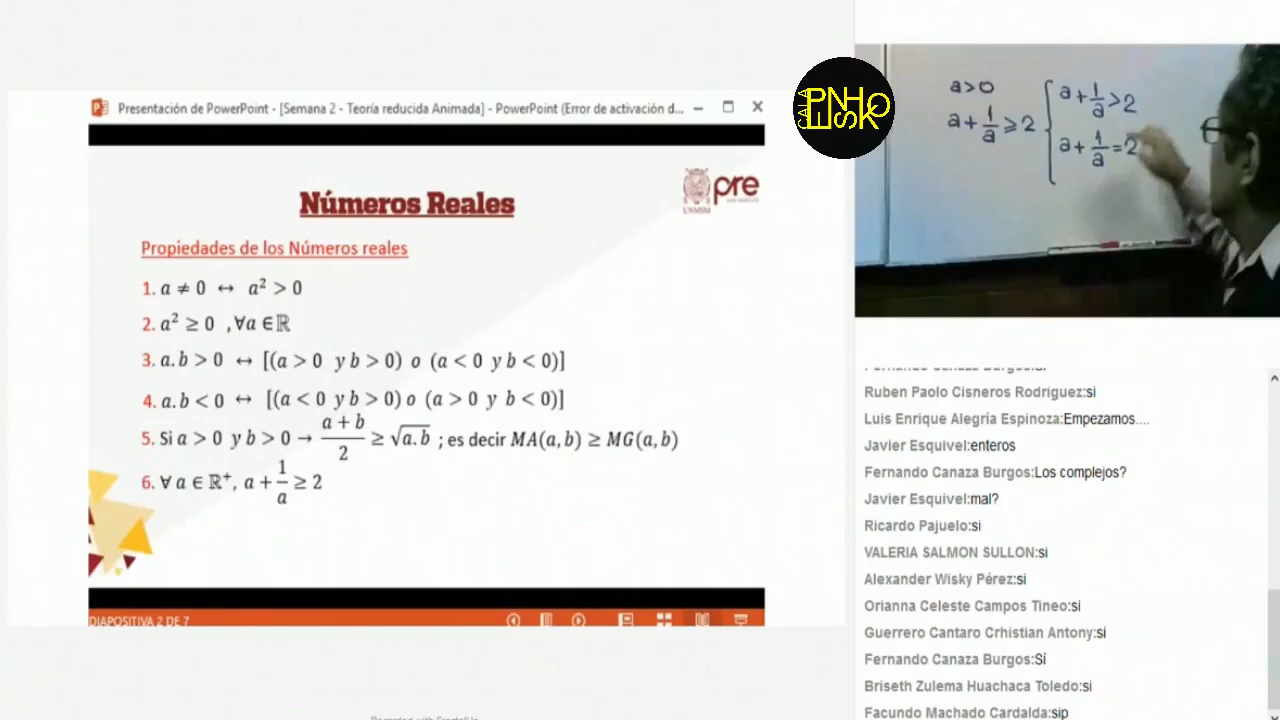 Presentación de PowerPoint - [Semana 2 - Teoría reducida Animada] - PowerPoint (Error de activación d...
Números Reales
pre
UNMSM
Propiedades de los Números reales
1. a ≠ 0 ↔ a² > 0
2. a² ≥ 0 , ∀a ∈ ℝ
3. a.b > 0 ↔ [(a > 0 y b > 0) o (a < 0 y b < 0)]
4. a.b < 0 ↔ [(a < 0 y b > 0) o (a > 0 y b < 0)]
5. Si a > 0 y b > 0 → (a + b)/2 ≥ √a.b ; es decir MA(a, b) ≥ MG(a, b)
6. ∀ a ∈ ℝ⁺, a + 1/a ≥ 2
DIAPOSITIVA 2 DE 7
a>0
a + 1/a ⩾ 2
a + 1/a > 2
a + 1/a = 2
Ruben Paolo Cisneros Rodriguez:si
Luis Enrique Alegría Espinoza:Empezamos....
Javier Esquivel:enteros
Fernando Canaza Burgos:Los complejos?
Javier Esquivel:mal?
Ricardo Pajuelo:si
VALERIA SALMON SULLON:si
Alexander Wisky Pérez:si
Orianna Celeste Campos Tineo:si
Guerrero Cantaro Crhistian Antony:si
Fernando Canaza Burgos:Sí
Briseth Zulema Huachaca Toledo:si
Facundo Machado Cardalda:sip